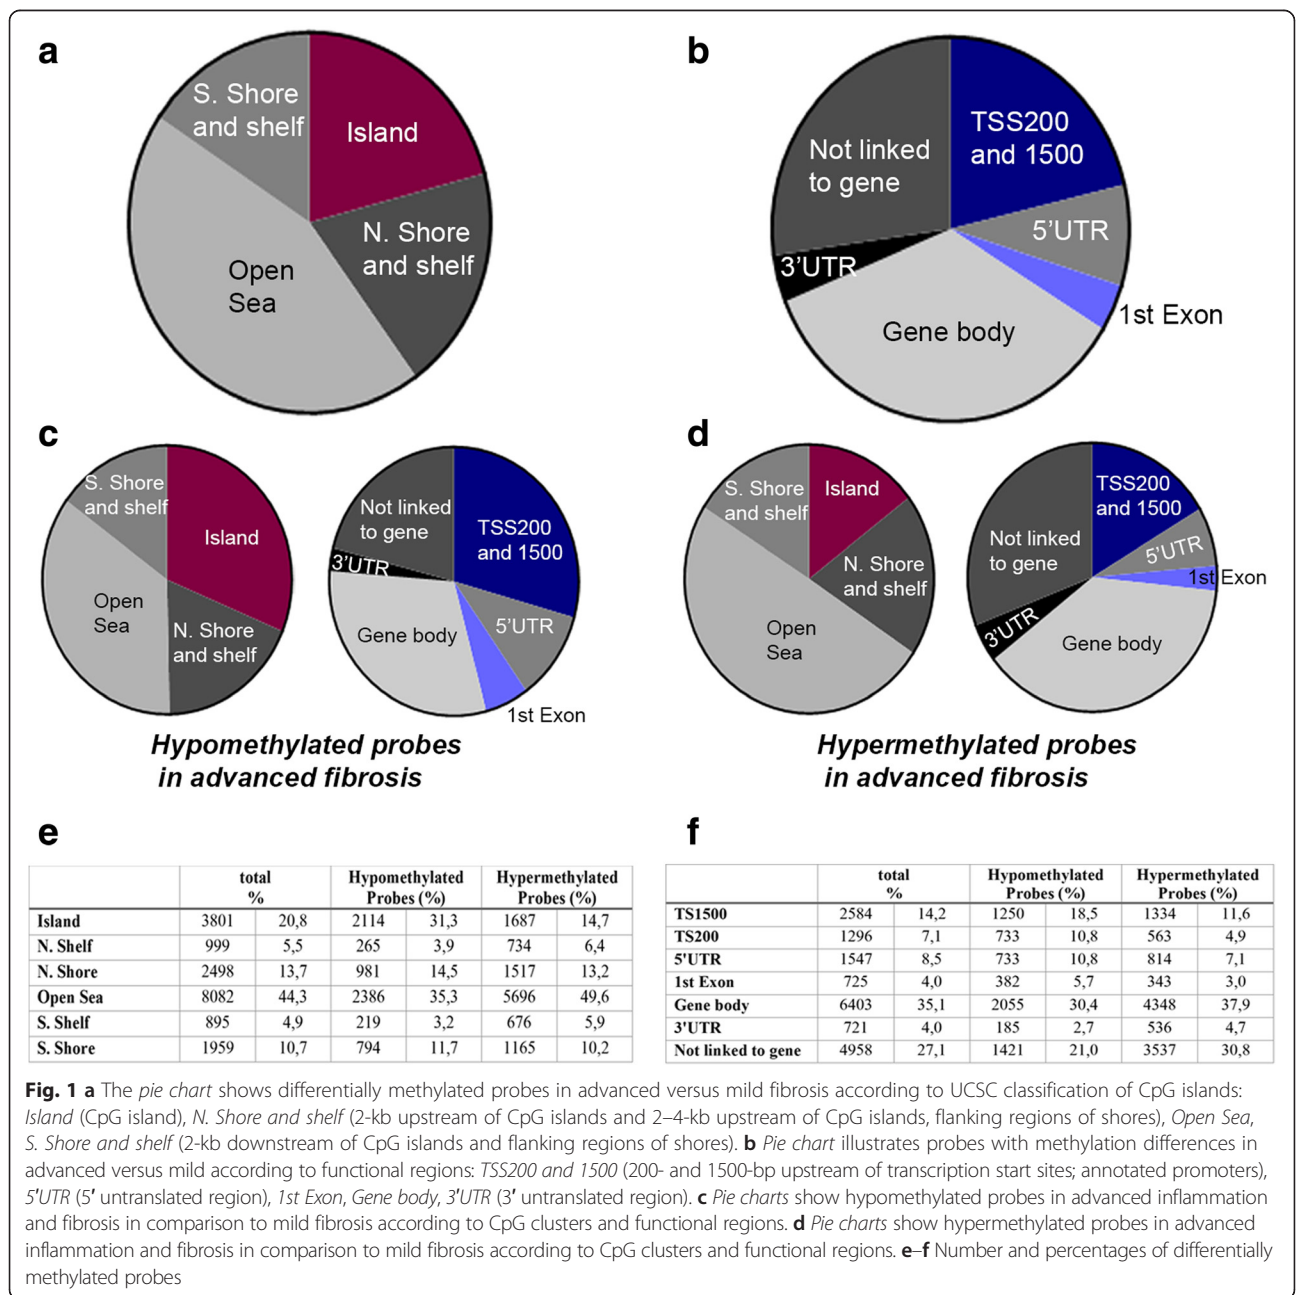 a
S. Shore
and shelf
Island
N. Shore
and shelf
Open
Sea
b
Not linked
to gene
TSS200
and 1500
5’UTR
3’UTR
1st Exon
Gene body
c
S. Shore
and shelf
Island
Open
Sea
N. Shore
and shelf
Not linked
to gene
TSS200
and 1500
3’UTR
5’UTR
Gene body
1st Exon
Hypomethylated probes
in advanced fibrosis
d
S. Shore
and shelf
Island
N. Shore
and shelf
Open
Sea
TSS200
and 1500
Not linked
to gene
5’UTR
1st Exon
3’UTR
Gene body
Hypermethylated probes
in advanced fibrosis
e
total
%
Hypomethylated
Probes (%)
Hypermethylated
Probes (%)
Island 3801 20,8 2114 31,3 1687 14,7
N. Shelf 999 5,5 265 3,9 734 6,4
N. Shore 2498 13,7 981 14,5 1517 13,2
Open Sea 8082 44,3 2386 35,3 5696 49,6
S. Shelf 895 4,9 219 3,2 676 5,9
S. Shore 1959 10,7 794 11,7 1165 10,2
f
total
%
Hypomethylated
Probes (%)
Hypermethylated
Probes (%)
TS1500 2584 14,2 1250 18,5 1334 11,6
TS200 1296 7,1 733 10,8 563 4,9
5'UTR 1547 8,5 733 10,8 814 7,1
1st Exon 725 4,0 382 5,7 343 3,0
Gene body 6403 35,1 2055 30,4 4348 37,9
3'UTR 721 4,0 185 2,7 536 4,7
Not linked to gene 4958 27,1 1421 21,0 3537 30,8
Fig. 1 a The pie chart shows differentially methylated probes in advanced versus mild fibrosis according to UCSC classification of CpG islands:
Island (CpG island), N. Shore and shelf (2-kb upstream of CpG islands and 2–4-kb upstream of CpG islands, flanking regions of shores), Open Sea,
S. Shore and shelf (2-kb downstream of CpG islands and flanking regions of shores). b Pie chart illustrates probes with methylation differences in
advanced versus mild according to functional regions: TSS200 and 1500 (200- and 1500-bp upstream of transcription start sites; annotated promoters),
5′UTR (5′ untranslated region), 1st Exon, Gene body, 3′UTR (3′ untranslated region). c Pie charts show hypomethylated probes in advanced inflammation
and fibrosis in comparison to mild fibrosis according to CpG clusters and functional regions. d Pie charts show hypermethylated probes in advanced
inflammation and fibrosis in comparison to mild fibrosis according to CpG clusters and functional regions. e–f Number and percentages of differentially
methylated probes